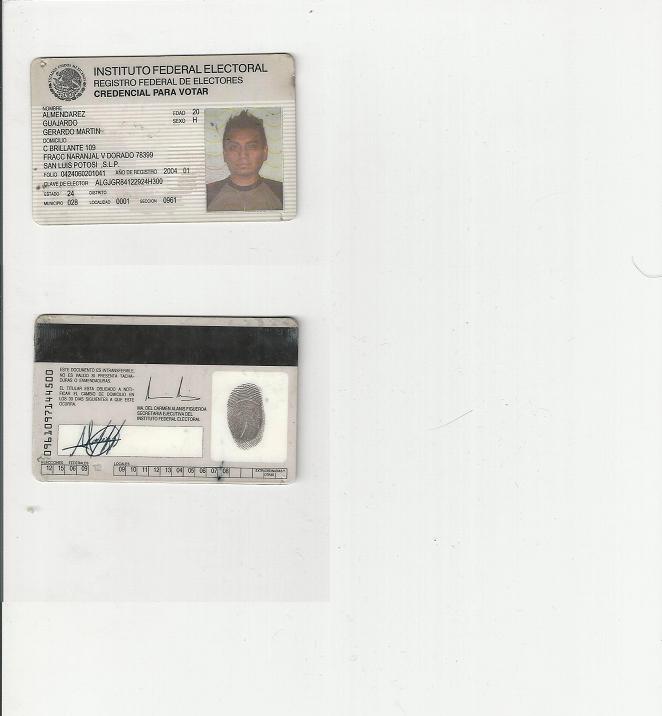 INSTITUTO FEDERAL ELECTORAL
REGISTRO FEDERAL DE ELECTORES
CREDENCIAL PARA VOTAR
NOMBRE
ALMENDAREZ
GUAJARDO
GERARDO MARTIN
EDAD 20
SEXO H
DOMICILIO
C BRILLANTE 109
FRACC NARANJAL V DORADO 78399
SAN LUIS POTOSI ,S.L.P.
FOLIO 0424060201041 AÑO DE REGISTRO 2004 01
CLAVE DE ELECTOR ALGJGR84122924H300
ESTADO 24 DISTRITO
MUNICIPIO 028 LOCALIDAD 0001 SECCION 0961
0961097144500
ESTE DOCUMENTO ES INTRANSFERIBLE,
NO ES VALIDO SI PRESENTA TACHA-
DURAS O ENMENDADURAS.
EL TITULAR ESTA OBLIGADO A NOTI-
FICAR EL CAMBIO DE DOMICILIO EN
LOS 30 DIAS SIGUIENTES A QUE ESTE
OCURRA.
MA. DEL CARMEN ALANIS FIGUEROA
SECRETARIA EJECUTIVA DEL
INSTITUTO FEDERAL ELECTORAL
ELECCIONES FEDERALES
12 15 06 09
LOCALES
09 10 11 12 13 04 05 06 07 08